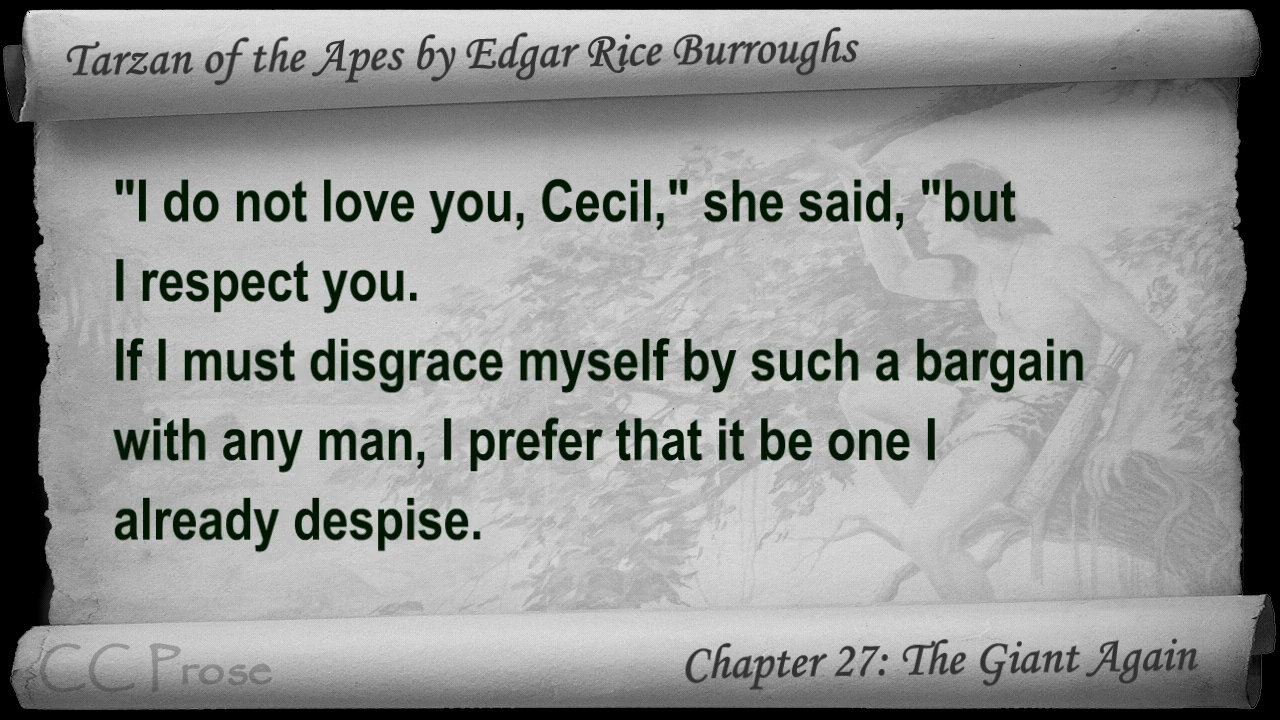 Tarzan of the Apes by Edgar Rice Burroughs
"I do not love you, Cecil," she said, "but
I respect you.
If I must disgrace myself by such a bargain
with any man, I prefer that it be one I
already despise.
CC Prose
Chapter 27: The Giant Again